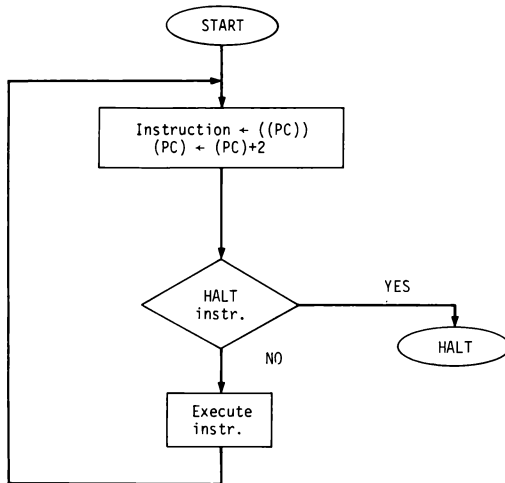 START
Instruction ← ((PC))
(PC) ← (PC)+2
HALT
instr.
YES
HALT
NO
Execute
instr.